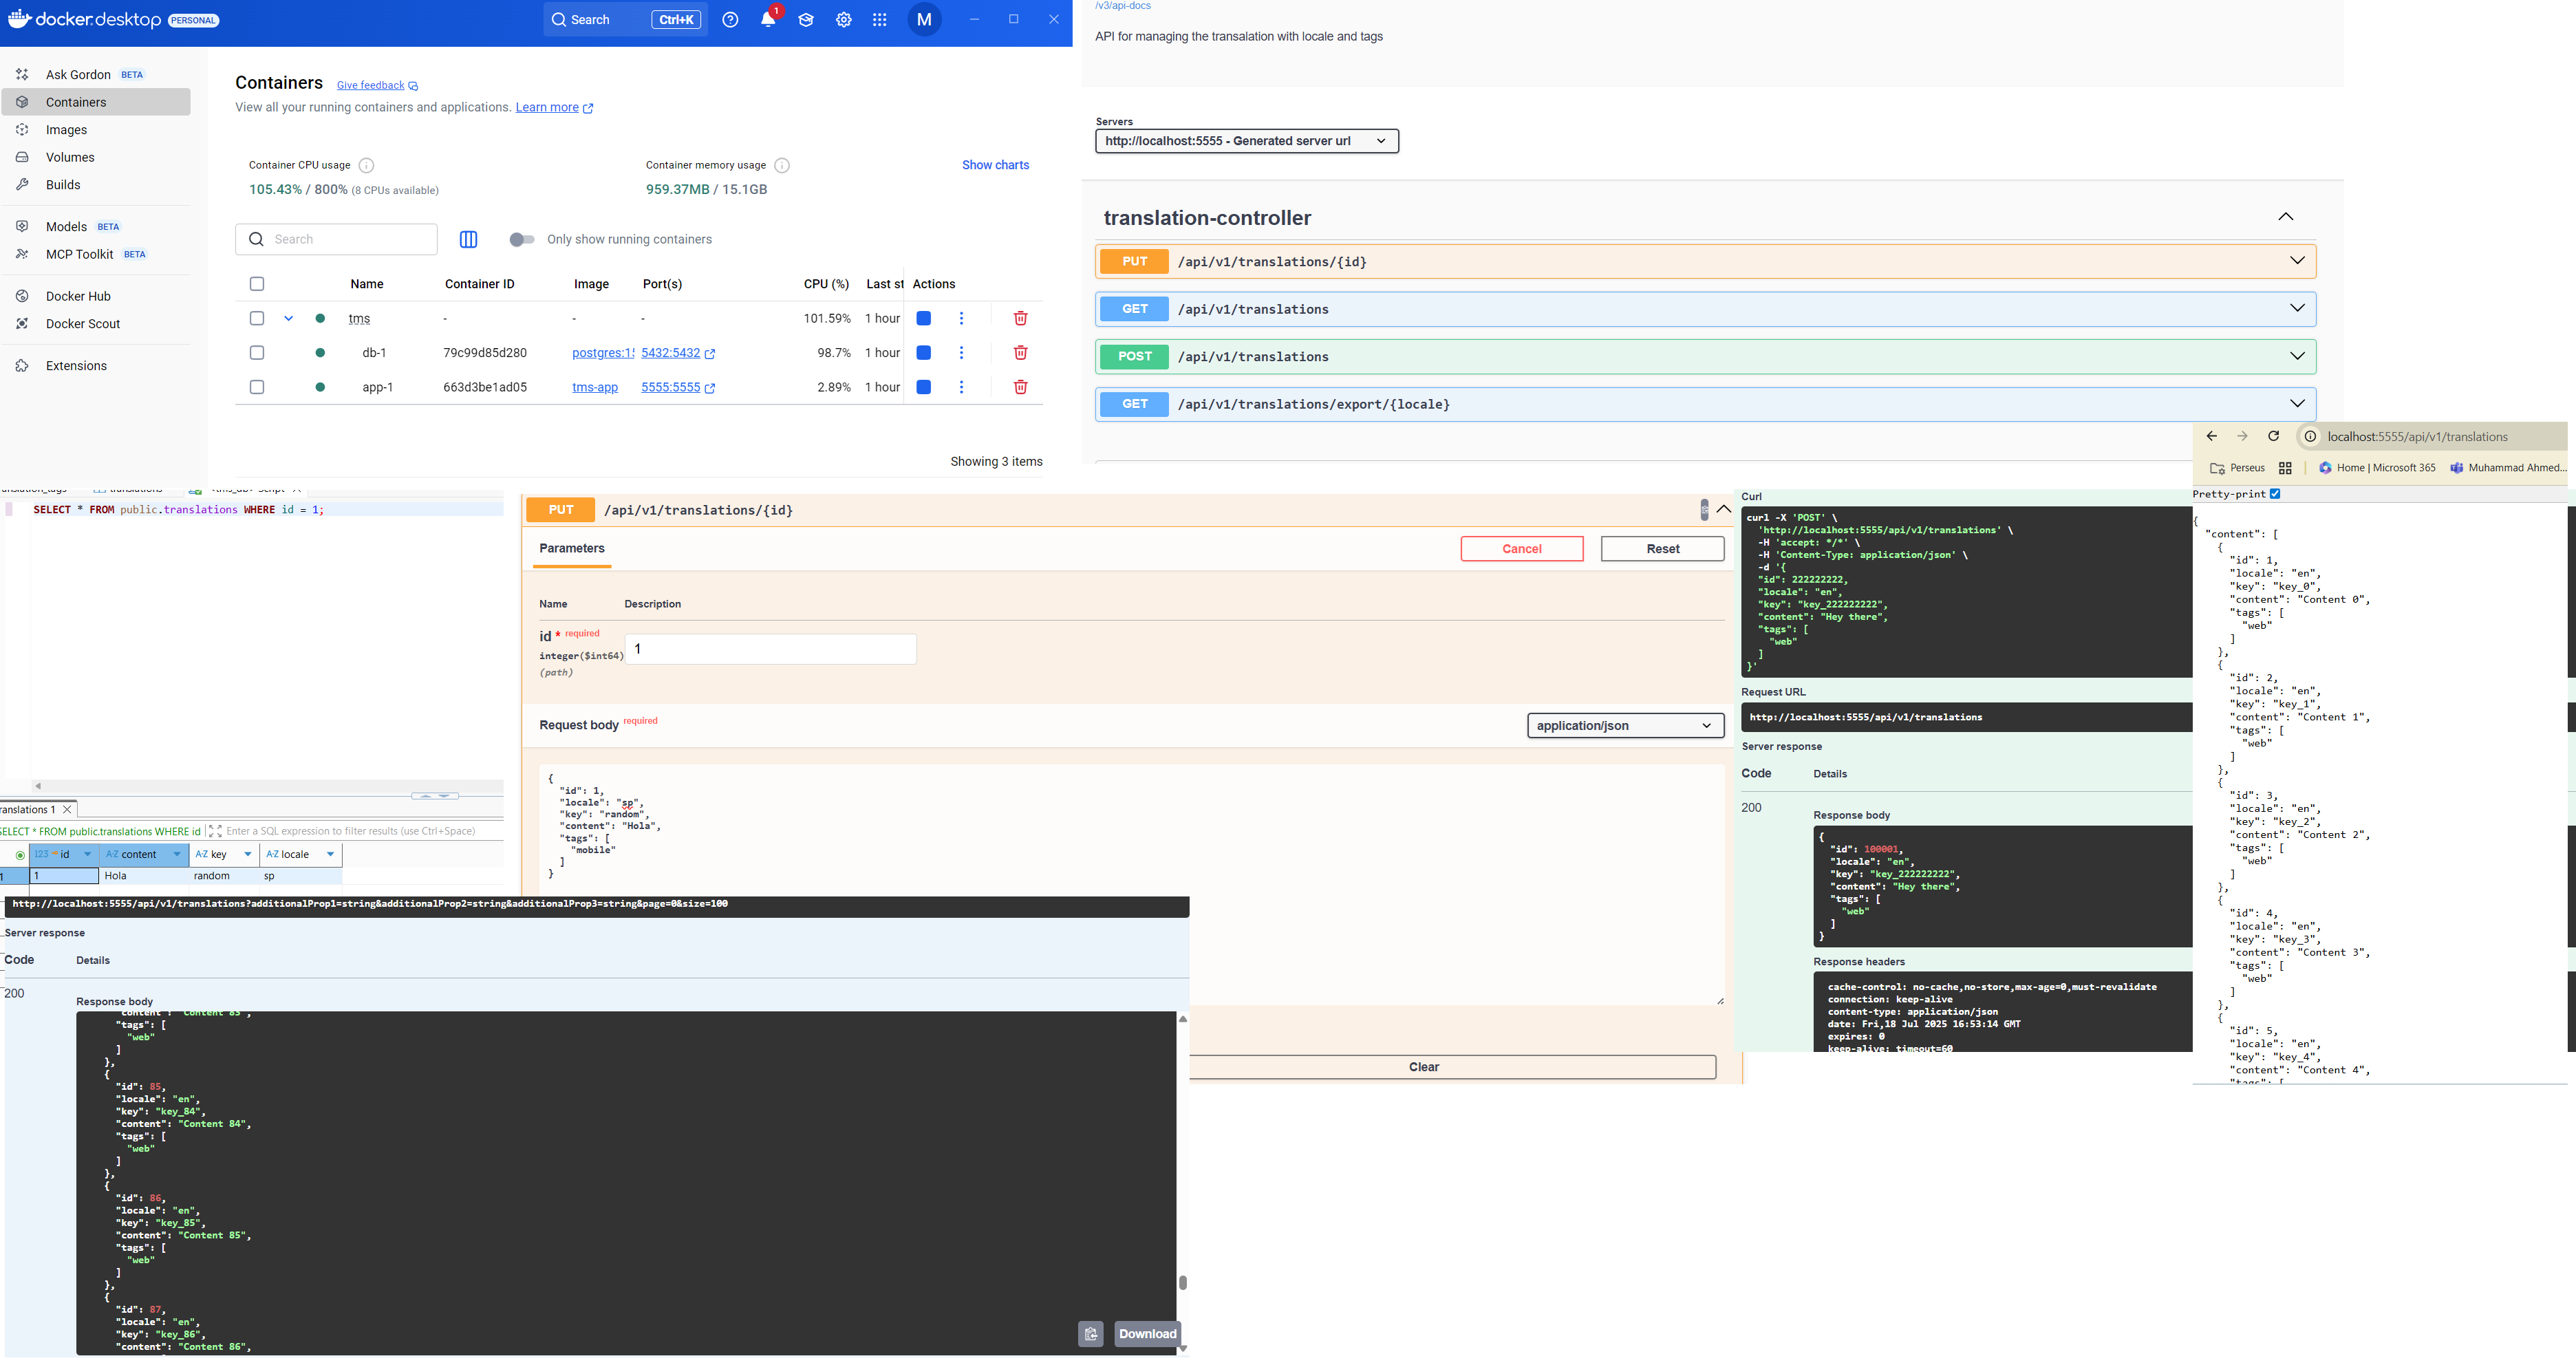 docker.desktop PERSONAL
Search Ctrl+K
1
M
Ask Gordon BETA
Containers
Images
Volumes
Builds
Models BETA
MCP Toolkit BETA
Docker Hub
Docker Scout
Extensions
Containers Give feedback
View all your running containers and applications. Learn more
Container CPU usage
105.43% / 800% (8 CPUs available)
Container memory usage
959.37MB / 15.1GB
Show charts
Search
Only show running containers
Name Container ID Image Port(s) CPU (%) Last st Actions
tms - - - 101.59% 1 hour
db-1 79c99d85d280 postgres:1 5432:5432 98.7% 1 hour
app-1 663d3be1ad05 tms-app 5555:5555 2.89% 1 hour
Showing 3 items
/v3/api-docs
API for managing the transalation with locale and tags
Servers
http://localhost:5555 - Generated server url
translation-controller
PUT /api/v1/translations/{id}
GET /api/v1/translations
POST /api/v1/translations
GET /api/v1/translations/export/{locale}
SELECT * FROM public.translations WHERE id = 1;
ranslations 1
SELECT * FROM public.translations WHERE id Enter a SQL expression to filter results (use Ctrl+Space)
123 id A-Z content A-Z key A-Z locale
1 1 Hola random sp
PUT /api/v1/translations/{id}
Parameters
Cancel
Reset
Name Description
id * required
integer($int64)
(path)
1
Request body required
application/json
{
"id": 1,
"locale": "sp",
"key": "random",
"content": "Hola",
"tags": [
"mobile"
]
}
Clear
Curl
curl -X 'POST' \
'http://localhost:5555/api/v1/translations' \
-H 'accept: */*' \
-H 'Content-Type: application/json' \
-d '{
"id": 222222222,
"locale": "en",
"key": "key_222222222",
"content": "Hey there",
"tags": [
"web"
]
}'
Request URL
http://localhost:5555/api/v1/translations
Server response
Code Details
200
Response body
{
"id": 100001,
"locale": "en",
"key": "key_222222222",
"content": "Hey there",
"tags": [
"web"
]
}
Response headers
cache-control: no-cache,no-store,max-age=0,must-revalidate
connection: keep-alive
content-type: application/json
date: Fri,18 Jul 2025 16:53:14 GMT
expires: 0
keep-alive: timeout=60
localhost:5555/api/v1/translations
Perseus Home | Microsoft 365 Muhammad Ahmed...
Pretty-print
{
"content": [
{
"id": 1,
"locale": "en",
"key": "key_0",
"content": "Content 0",
"tags": [
"web"
]
},
{
"id": 2,
"locale": "en",
"key": "key_1",
"content": "Content 1",
"tags": [
"web"
]
},
{
"id": 3,
"locale": "en",
"key": "key_2",
"content": "Content 2",
"tags": [
"web"
]
},
{
"id": 4,
"locale": "en",
"key": "key_3",
"content": "Content 3",
"tags": [
"web"
]
},
{
"id": 5,
"locale": "en",
"key": "key_4",
"content": "Content 4",
"tags": [
http://localhost:5555/api/v1/translations?additionalProp1=string&additionalProp2=string&additionalProp3=string&page=0&size=100
Server response
Code Details
200
Response body
"content": "Content 83",
"tags": [
"web"
]
},
{
"id": 85,
"locale": "en",
"key": "key_84",
"content": "Content 84",
"tags": [
"web"
]
},
{
"id": 86,
"locale": "en",
"key": "key_85",
"content": "Content 85",
"tags": [
"web"
]
},
{
"id": 87,
"locale": "en",
"key": "key_86",
"content": "Content 86",
Download